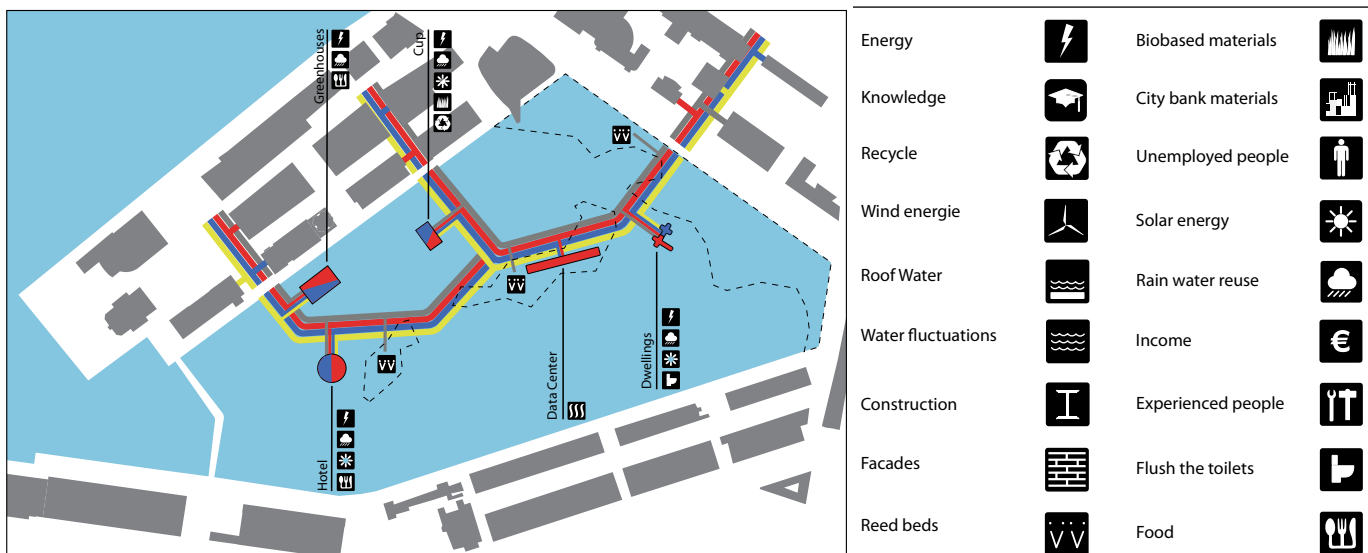 Greenhouses
Cup
Hotel
Data Center
Dwellings
Energy
Biobased materials
Knowledge
City bank materials
Recycle
Unemployed people
Wind energie
Solar energy
Roof Water
Rain water reuse
Water fluctuations
Income
€
Construction
Experienced people
Facades
Flush the toilets
Reed beds
Food